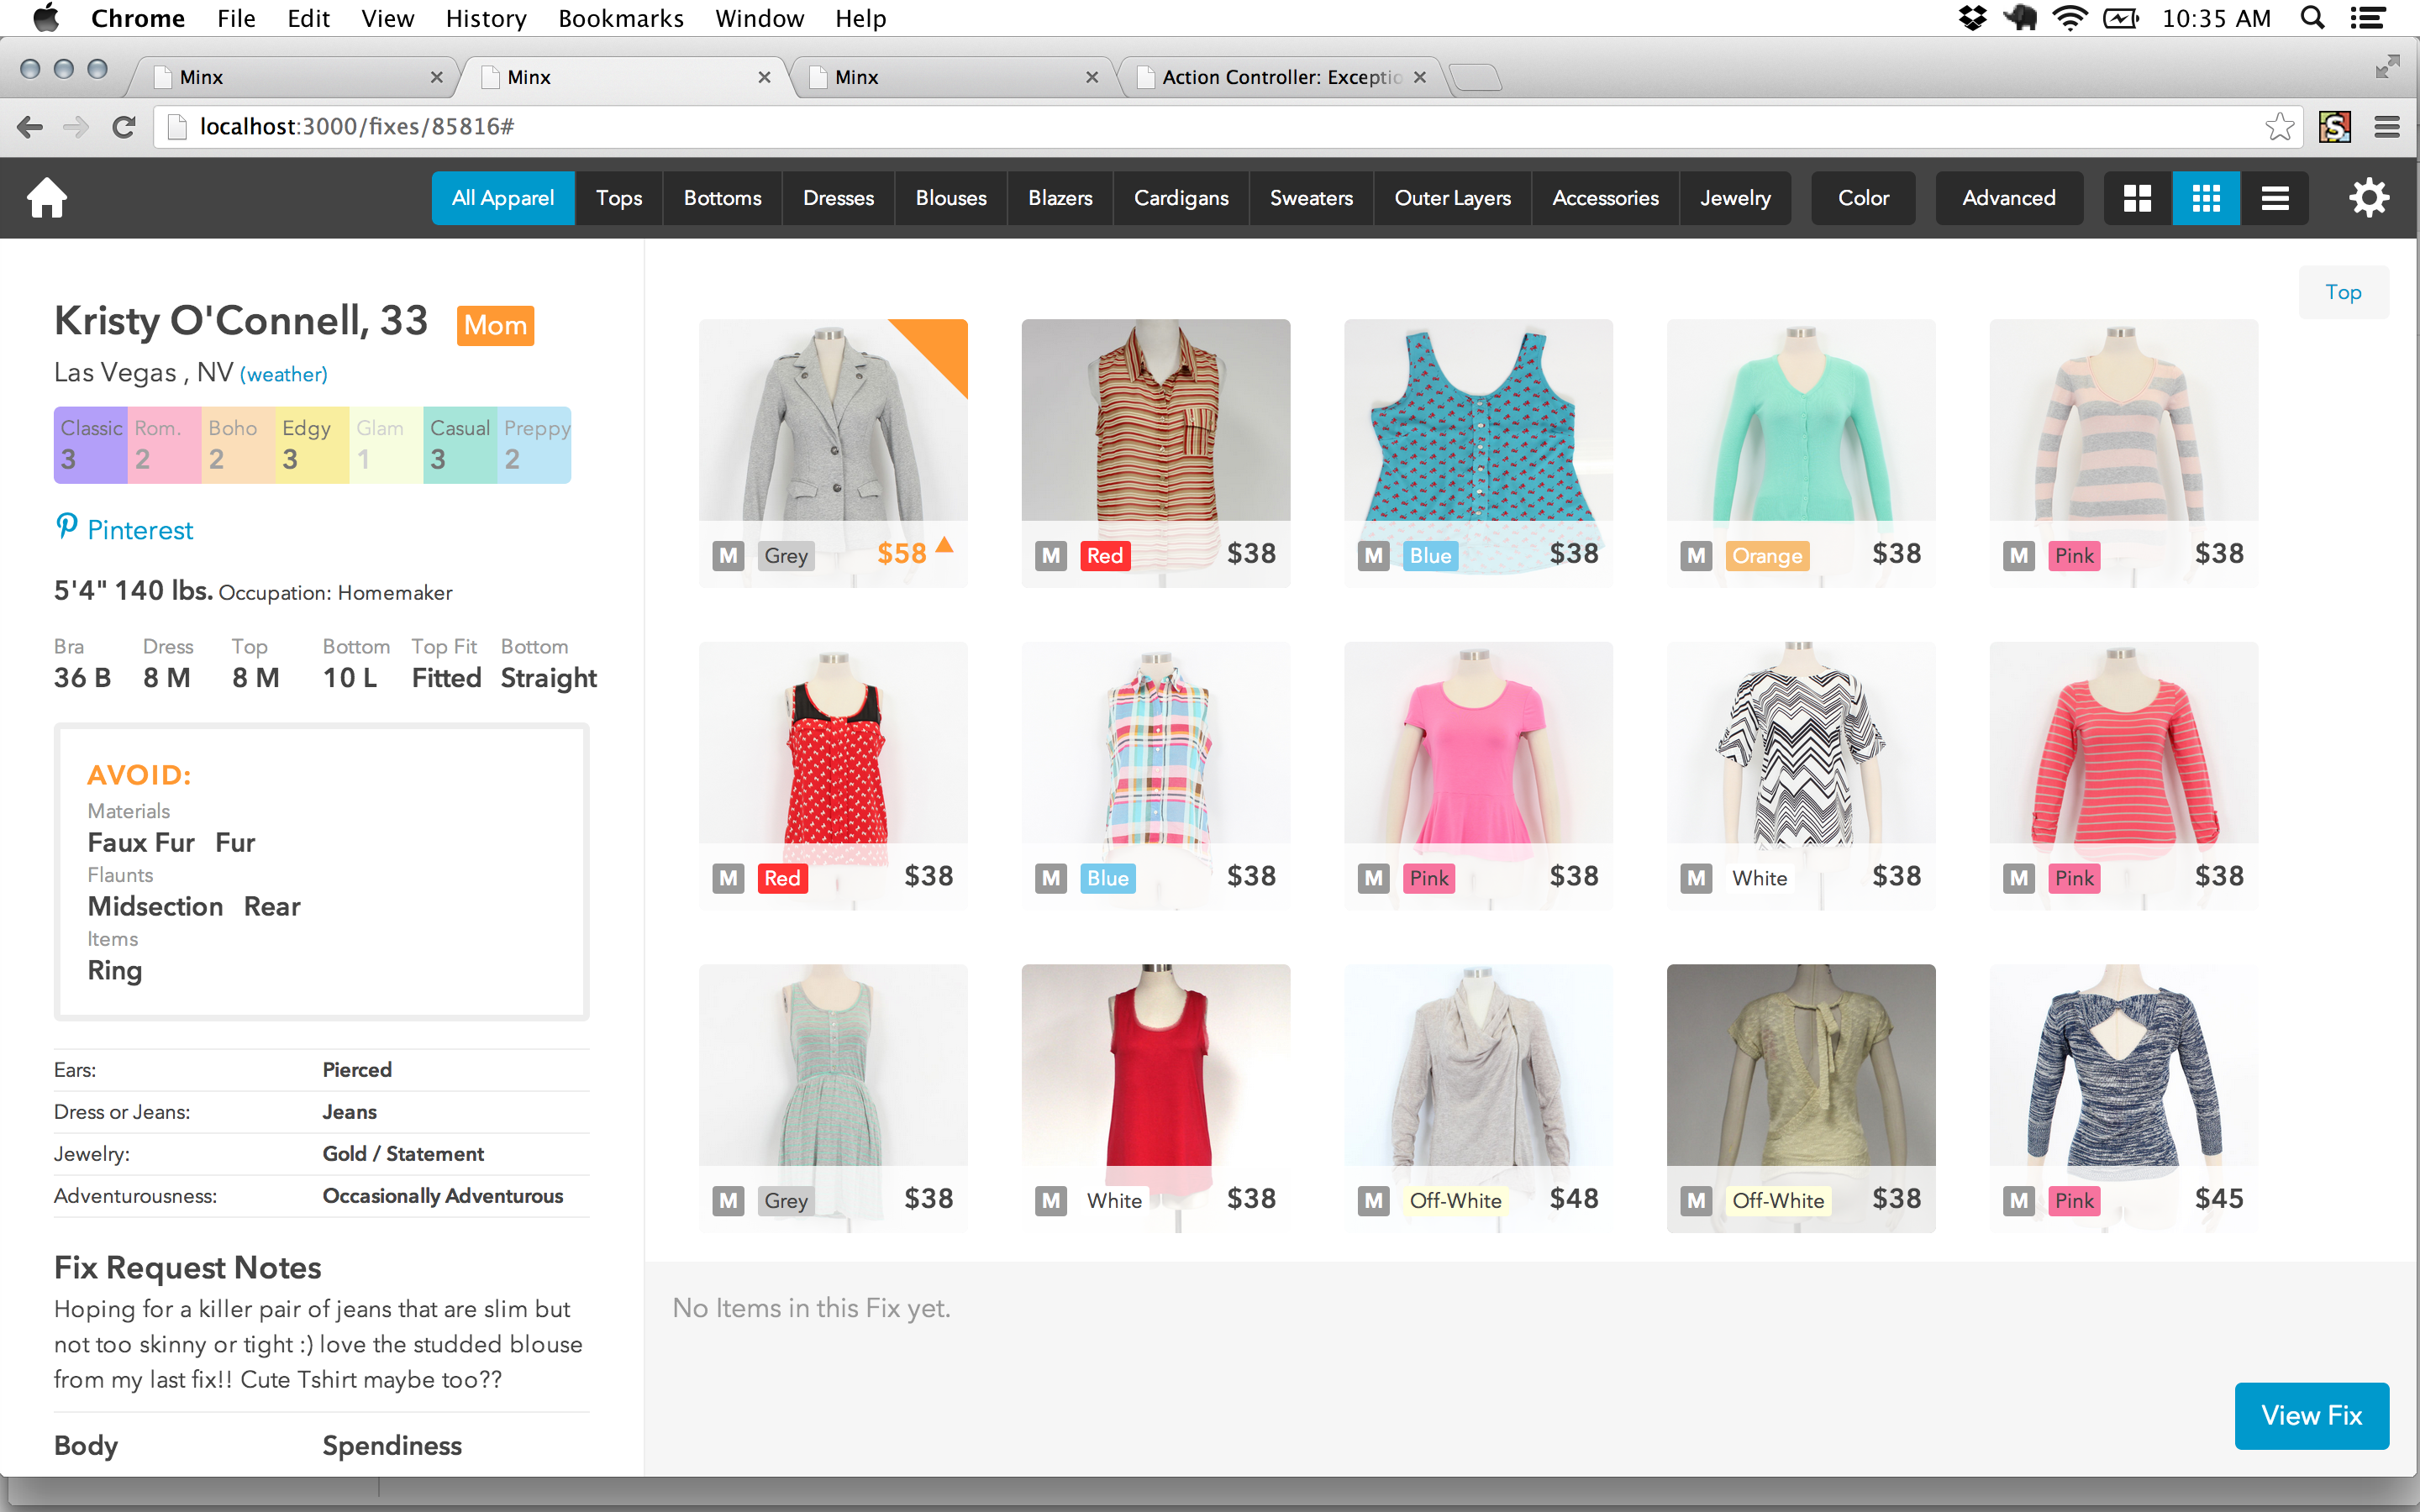 Chrome File Edit View History Bookmarks Window Help 10:35 AM
Minx Minx Minx Action Controller: Exceptio
localhost:3000/fixes/85816#
All Apparel Tops Bottoms Dresses Blouses Blazers Cardigans Sweaters Outer Layers Accessories Jewelry Color Advanced
Kristy O'Connell, 33 Mom
Las Vegas , NV (weather)
Classic Rom. Boho Edgy Glam Casual Preppy
3 2 2 3 1 3 2
Pinterest
5'4" 140 lbs. Occupation: Homemaker
Bra Dress Top Bottom Top Fit Bottom
36 B 8 M 8 M 10 L Fitted Straight
AVOID:
Materials
Faux Fur Fur
Flaunts
Midsection Rear
Items
Ring
Ears: Pierced
Dress or Jeans: Jeans
Jewelry: Gold / Statement
Adventurousness: Occasionally Adventurous
Fix Request Notes
Hoping for a killer pair of jeans that are slim but
not too skinny or tight :) love the studded blouse
from my last fix!! Cute Tshirt maybe too??
Body Spendiness
Top
M Grey $58 M Red $38 M Blue $38 M Orange $38 M Pink $38
M Red $38 M Blue $38 M Pink $38 M White $38 M Pink $38
M Grey $38 M White $38 M Off-White $48 M Off-White $38 M Pink $45
No Items in this Fix yet.
View Fix